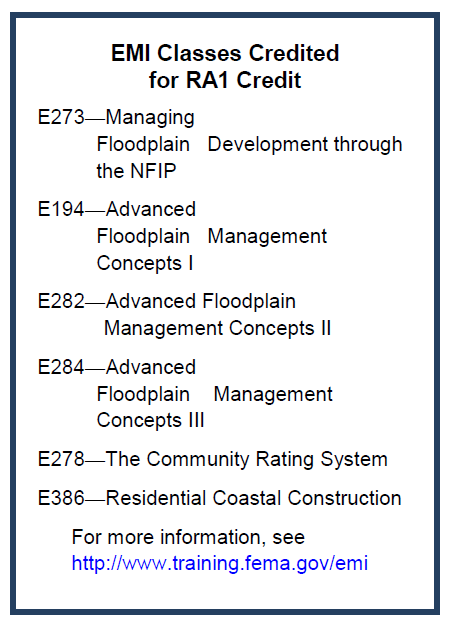 EMI Classes Credited
for RA1 Credit
E273—Managing
Floodplain Development through
the NFIP
E194—Advanced
Floodplain Management
Concepts I
E282—Advanced Floodplain
Management Concepts II
E284—Advanced
Floodplain Management
Concepts III
E278—The Community Rating System
E386—Residential Coastal Construction
For more information, see
http://www.training.fema.gov/emi